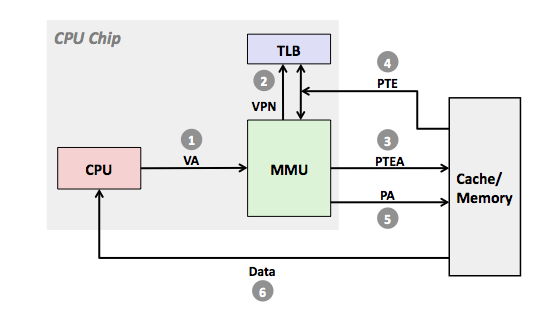 CPU Chip
TLB
2
4
PTE
VPN
1
3
VA
PTEA
CPU
MMU
Cache/
Memory
PA
5
Data
6